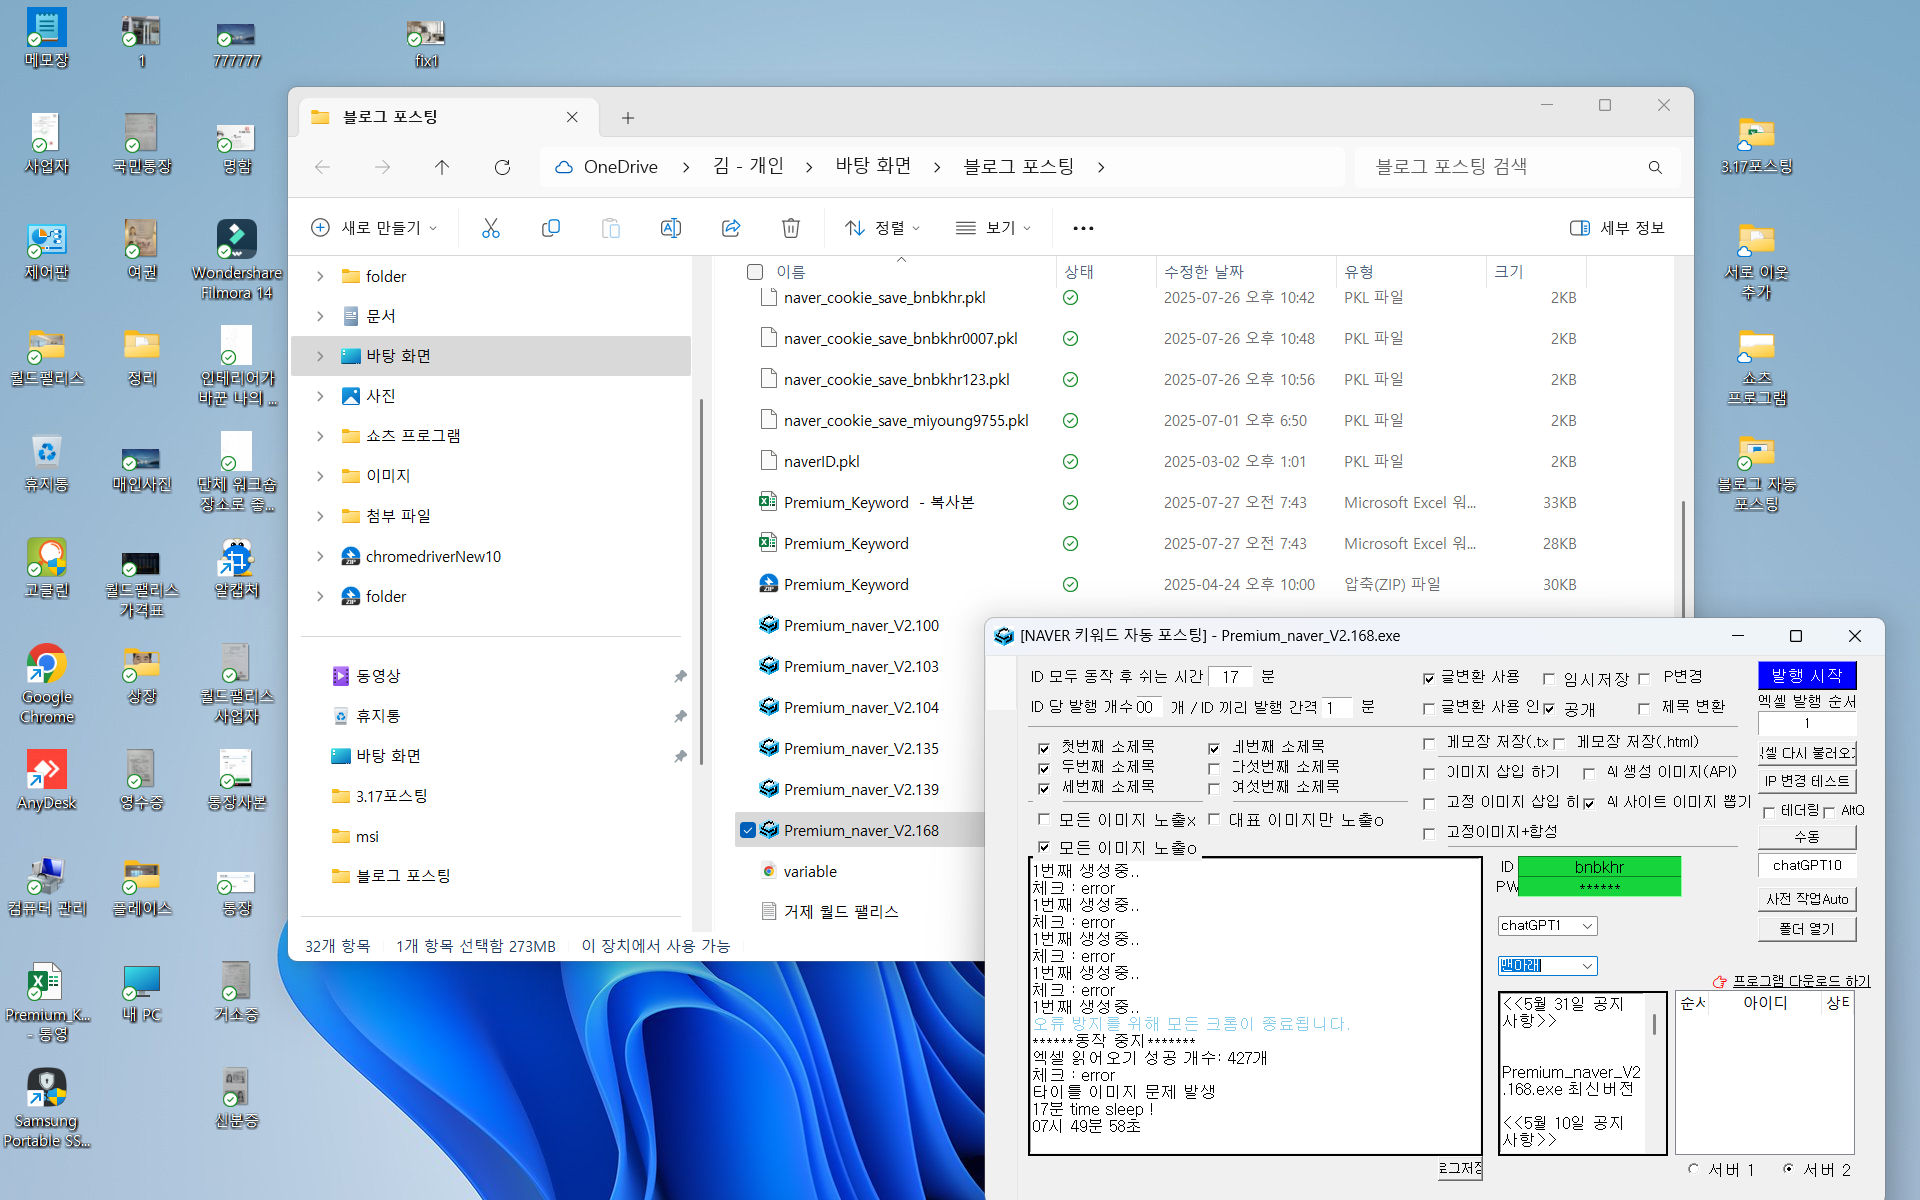 메모장
1
777777
fix1
사업자
국민통장
명함
제어판
여권
Wondershare
Filmora 14
월드펠리스
정리
인테리어가
바꾼 나의 ...
휴지통
매인사진
단체 워크숍
장소로 좋...
고클린
월드팰리스
가격표
알캡처
Google
Chrome
상장
월드팰리스
사업자
AnyDesk
영수증
통장사본
컴퓨터 관리
플레이스
통장
Premium_K...
- 통영
내 PC
거소증
Samsung
Portable SS...
신분증
3.17포스팅
서로 이웃
추가
쇼츠
프로그램
블로그 자동
포스팅
블로그 포스팅
OneDrive > 김 - 개인 > 바탕 화면 > 블로그 포스팅 >
블로그 포스팅 검색
새로 만들기
정렬
보기
세부 정보
folder
문서
바탕 화면
사진
쇼츠 프로그램
이미지
첨부 파일
chromedriverNew10
folder
동영상
휴지통
바탕 화면
3.17포스팅
msi
블로그 포스팅
이름 상태 수정한 날짜 유형 크기
naver_cookie_save_bnbkhr.pkl 2025-07-26 오후 10:42 PKL 파일 2KB
naver_cookie_save_bnbkhr0007.pkl 2025-07-26 오후 10:48 PKL 파일 2KB
naver_cookie_save_bnbkhr123.pkl 2025-07-26 오후 10:56 PKL 파일 2KB
naver_cookie_save_miyoung9755.pkl 2025-07-01 오후 6:50 PKL 파일 2KB
naverID.pkl 2025-03-02 오후 1:01 PKL 파일 2KB
Premium_Keyword - 복사본 2025-07-27 오전 7:43 Microsoft Excel 워... 33KB
Premium_Keyword 2025-07-27 오전 7:43 Microsoft Excel 워... 28KB
Premium_Keyword 2025-04-24 오후 10:00 압축(ZIP) 파일 30KB
Premium_naver_V2.100
Premium_naver_V2.103
Premium_naver_V2.104
Premium_naver_V2.135
Premium_naver_V2.139
Premium_naver_V2.168
variable
거제 월드 팰리스
32개 항목 1개 항목 선택함 273MB 이 장치에서 사용 가능
[NAVER 키워드 자동 포스팅] - Premium_naver_V2.168.exe
ID 모두 동작 후 쉬는 시간 17 분
ID 당 발행 개수 00 개 / ID 끼리 발행 간격 1 분
첫번째 소제목 네번째 소제목
두번째 소제목 다섯번째 소제목
세번째 소제목 여섯번째 소제목
모든 이미지 노출x 대표 이미지만 노출o
모든 이미지 노출o
글변환 사용 임시저장 P변경
글변환 사용 인 공개 제목 변환
메모장 저장(.tx 메모장 저장(.html)
이미지 삽입 하기 AI 생성 이미지(API)
고정 이미지 삽입 히 AI 사이트 이미지 뽑기
고정이미지+합성
발행 시작
엑셀 발행 순서
1
셀 다시 불러오
IP 변경 테스트
테더링 AltQ
수동
chatGPT10
사전 작업Auto
폴더 열기
1번째 생성중..
체크 : error
1번째 생성중..
체크 : error
1번째 생성중..
체크 : error
1번째 생성중..
체크 : error
1번째 생성중..
오류 방지를 위해 모든 크롬이 종료됩니다.
******동작 중지*******
엑셀 읽어오기 성공 개수: 427개
체크 : error
타이틀 이미지 문제 발생
17분 time sleep !
07시 49분 58초
로그저장
ID bnbkhr
PW ******
chatGPT1
맨아래
프로그램 다운로드 하기
<<5월 31일 공지
사항>>
Premium_naver_V2
.168.exe 최신버전
<<5월 10일 공지
사항>>
순서 아이디 상태
서버 1 서버 2